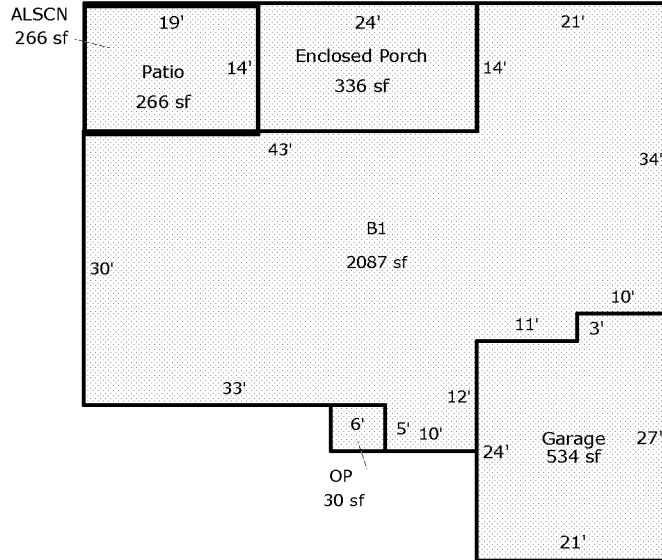 ALSCN
266 sf
19'
24'
21'
Patio
14'
Enclosed Porch
14'
266 sf
336 sf
43'
34'
B1
30'
2087 sf
10'
11'
3'
33'
12'
6'
5'
10'
24'
Garage
27'
534 sf
OP
30 sf
21'